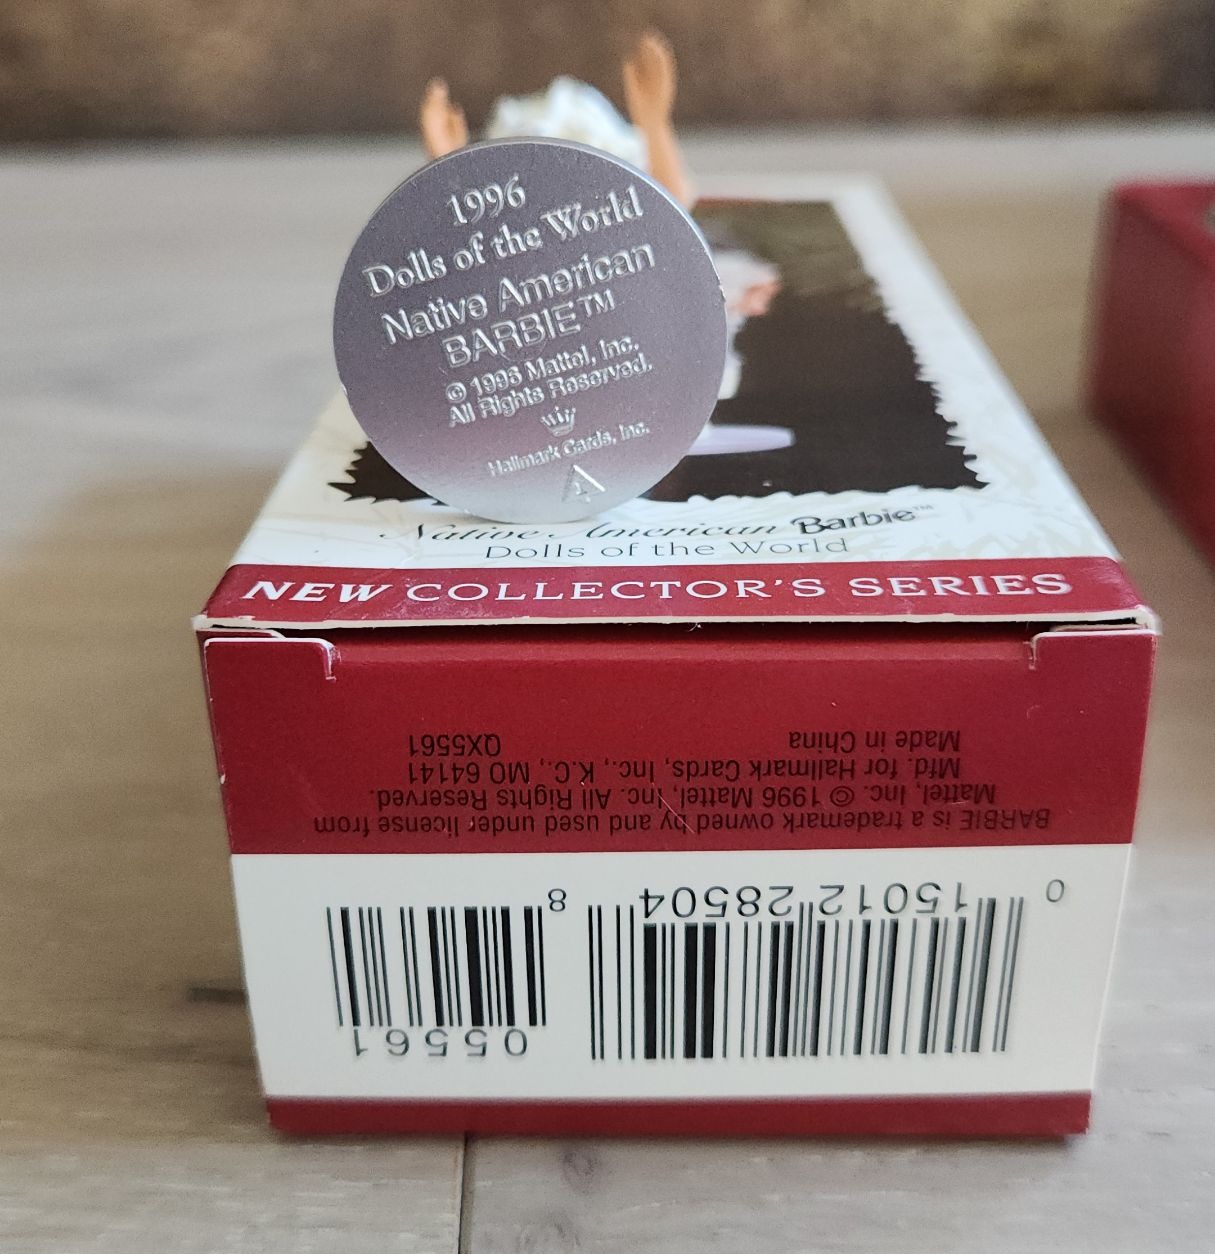 1996
Dolls of the World
Native American
BARBIE™
© 1996 Mattel, Inc.
All Rights Reserved.
Hallmark Cards, Inc.
Native American Barbie™
Dolls of the World
NEW COLLECTOR'S SERIES
BARBIE is a trademark owned by and used under license from
Mattel, Inc. © 1996 Mattel, Inc. All Rights Reserved.
Mfd. for Hallmark Cards, Inc., K.C., MO 64141
Made in China QX5561
0 15012 28504 8
05561